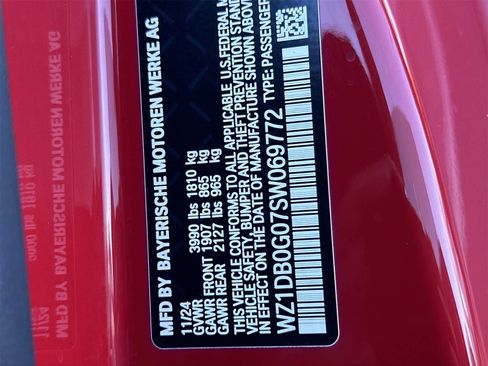 MFD BY BAYERISCHE MOTOREN WERKE AG
11/24
GVWR 3990 lbs 1810 kg
GAWR FRONT 1907 lbs 865 kg
GAWR REAR 2127 lbs 965 kg
THIS VEHICLE CONFORMS TO ALL APPLICABLE U.S. FEDERAL M
VEHICLE SAFETY, BUMPER AND THEFT PREVENTION STAND
IN EFFECT ON THE DATE OF MANUFACTURE SHOWN ABOVE
WZ1DB0G07SW069772 TYPE: PASSENGER